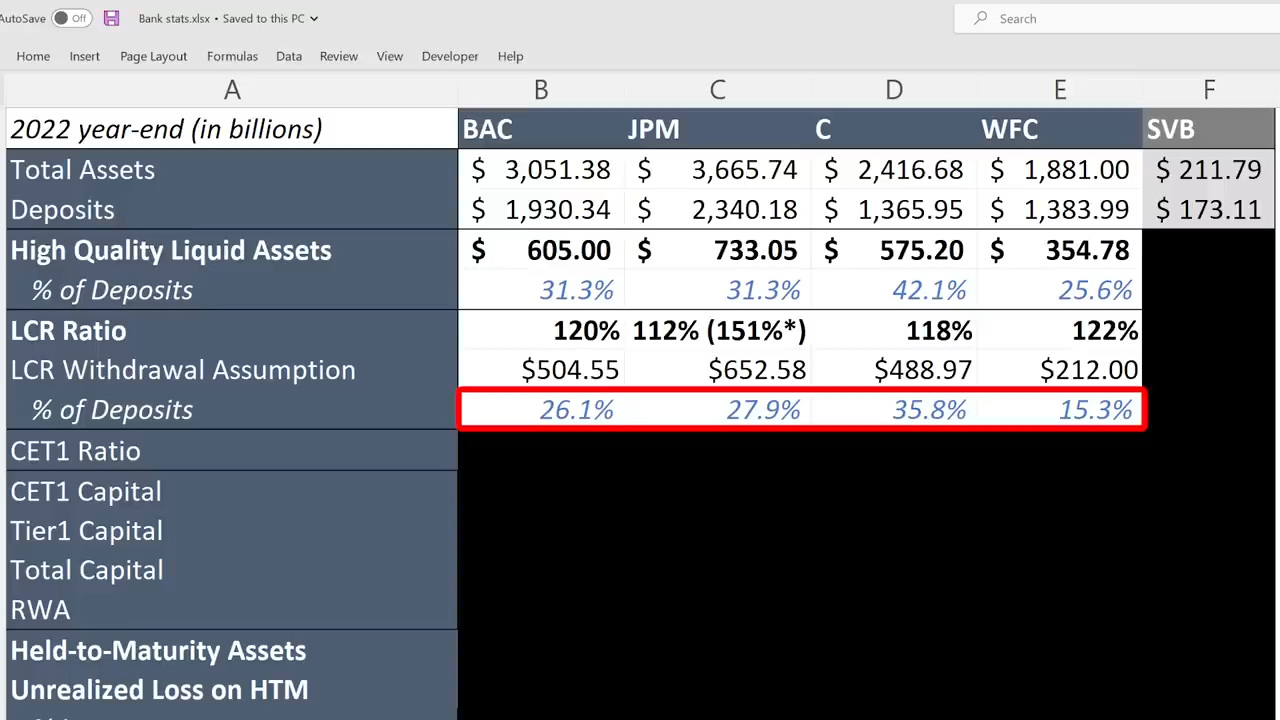 AutoSave Off Bank stats.xlsx • Saved to this PC Search
Home Insert Page Layout Formulas Data Review View Developer Help
A B C D E F
2022 year-end (in billions) BAC JPM C WFC SVB
Total Assets $ 3,051.38 $ 3,665.74 $ 2,416.68 $ 1,881.00 $ 211.79
Deposits $ 1,930.34 $ 2,340.18 $ 1,365.95 $ 1,383.99 $ 173.11
High Quality Liquid Assets $ 605.00 $ 733.05 $ 575.20 $ 354.78
% of Deposits 31.3% 31.3% 42.1% 25.6%
LCR Ratio 120% 112% (151%*) 118% 122%
LCR Withdrawal Assumption $504.55 $652.58 $488.97 $212.00
% of Deposits 26.1% 27.9% 35.8% 15.3%
CET1 Ratio
CET1 Capital
Tier1 Capital
Total Capital
RWA
Held-to-Maturity Assets
Unrealized Loss on HTM